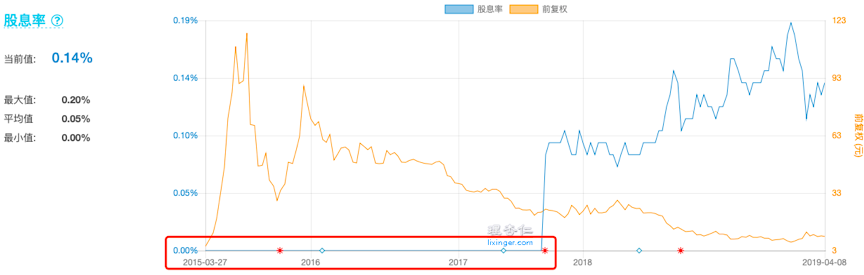 股息率 ?
当前值: 0.14%
最大值: 0.20%
平均值 0.05%
最小值: 0.00%
股息率 前复权
0.19%
0.14%
0.10%
0.05%
0.00%
123
93
63
33
3
前复权 (元)
理杏仁
lixinger.com
2015-03-27 2016 2017 2018 2019-04-08